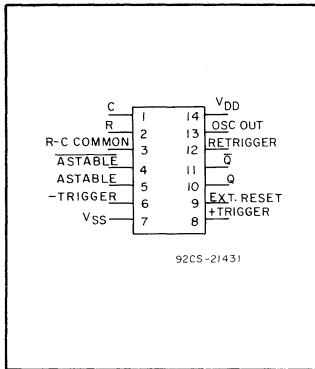 C 1 14 VDD
R 2 13 OSC OUT
R-C COMMON 3 12 RETRIGGER
A̅S̅T̅A̅B̅L̅E̅ 4 11 Q̅
ASTABLE 5 10 Q
-TRIGGER 6 9 EXT. RESET
VSS 7 8 +TRIGGER
92CS-21431